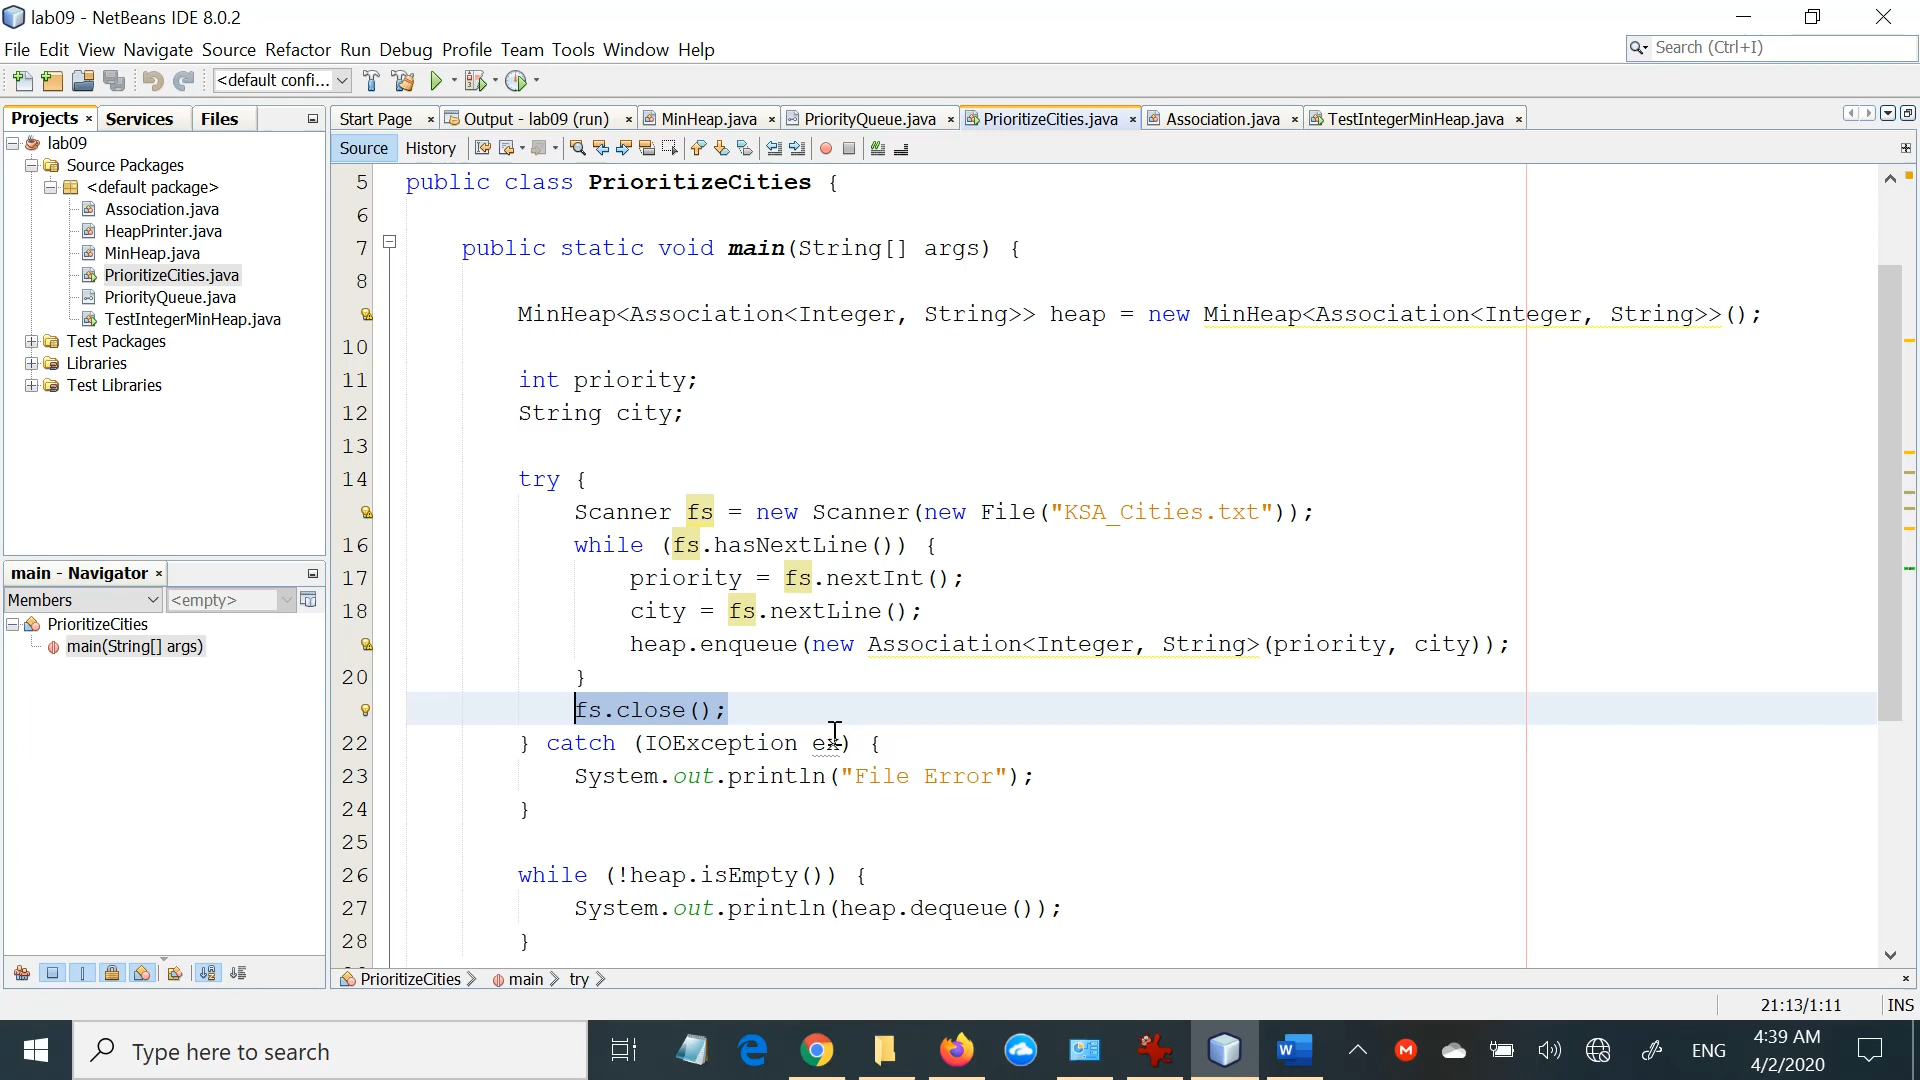 lab09 - NetBeans IDE 8.0.2
File Edit View Navigate Source Refactor Run Debug Profile Team Tools Window Help
Search (Ctrl+I)
<default confi...
Projects Services Files
Start Page Output - lab09 (run) MinHeap.java PriorityQueue.java PrioritizeCities.java Association.java TestIntegerMinHeap.java
Source History
lab09
Source Packages
<default package>
Association.java
HeapPrinter.java
MinHeap.java
PrioritizeCities.java
PriorityQueue.java
TestIntegerMinHeap.java
Test Packages
Libraries
Test Libraries
main - Navigator
Members <empty>
PrioritizeCities
main(String[] args)
5 public class PrioritizeCities {
6
7 public static void main(String[] args) {
8
MinHeap<Association<Integer, String>> heap = new MinHeap<Association<Integer, String>>();
10
11 int priority;
12 String city;
13
14 try {
Scanner fs = new Scanner(new File("KSA_Cities.txt"));
16 while (fs.hasNextLine()) {
17 priority = fs.nextInt();
18 city = fs.nextLine();
heap.enqueue(new Association<Integer, String>(priority, city));
20 }
fs.close();
22 } catch (IOException ex) {
23 System.out.println("File Error");
24 }
25
26 while (!heap.isEmpty()) {
27 System.out.println(heap.dequeue());
28 }
PrioritizeCities main try
21:13/1:11 INS
Type here to search
ENG
4:39 AM
4/2/2020